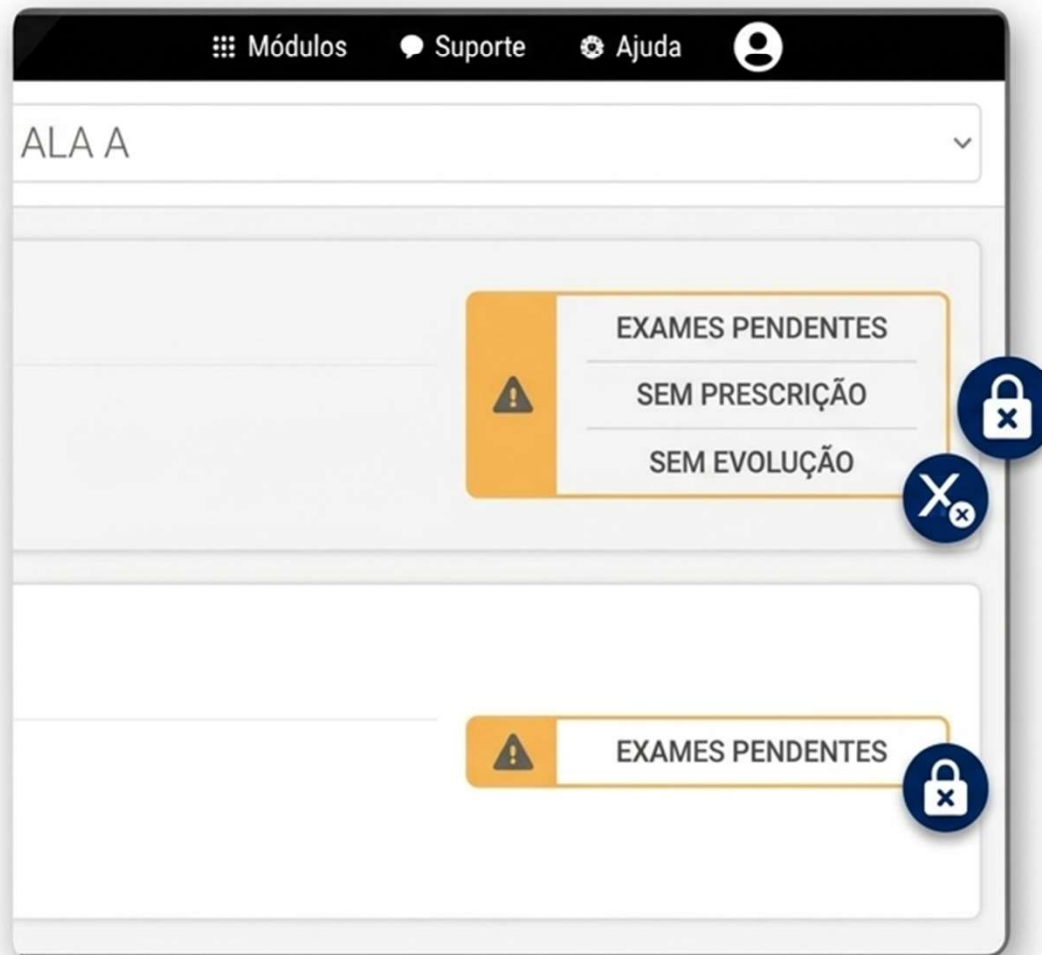 Módulos Suporte Ajuda
ALA A
EXAMES PENDENTES
SEM PRESCRIÇÃO
SEM EVOLUÇÃO
EXAMES PENDENTES